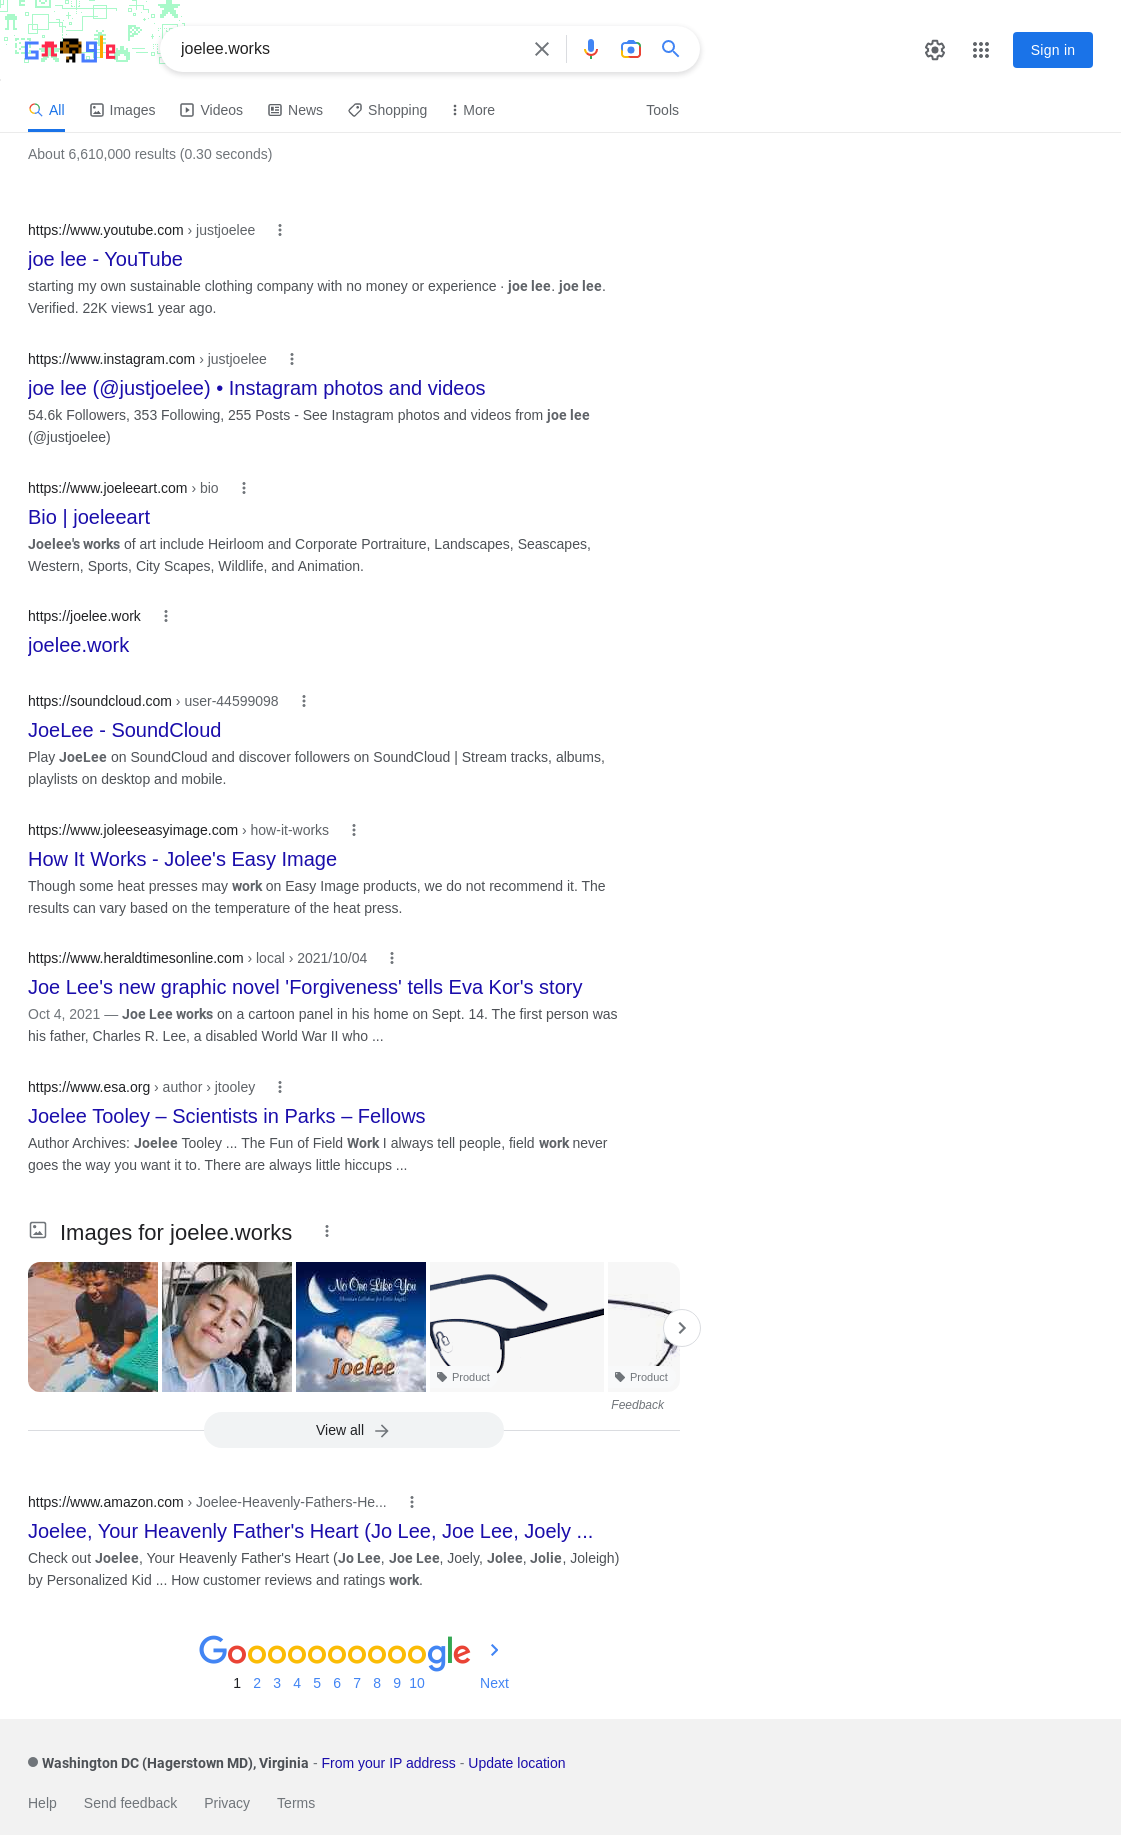 Google
joelee.works
Sign in
All Images Videos News Shopping More Tools
About 6,610,000 results (0.30 seconds)
https://www.youtube.com › justjoelee
joe lee - YouTube
starting my own sustainable clothing company with no money or experience · joe lee. joe lee.
Verified. 22K views1 year ago.
https://www.instagram.com › justjoelee
joe lee (@justjoelee) • Instagram photos and videos
54.6k Followers, 353 Following, 255 Posts - See Instagram photos and videos from joe lee
(@justjoelee)
https://www.joeleeart.com › bio
Bio | joeleeart
Joelee's works of art include Heirloom and Corporate Portraiture, Landscapes, Seascapes,
Western, Sports, City Scapes, Wildlife, and Animation.
https://joelee.work
joelee.work
https://soundcloud.com › user-44599098
JoeLee - SoundCloud
Play JoeLee on SoundCloud and discover followers on SoundCloud | Stream tracks, albums,
playlists on desktop and mobile.
https://www.joleeseasyimage.com › how-it-works
How It Works - Jolee's Easy Image
Though some heat presses may work on Easy Image products, we do not recommend it. The
results can vary based on the temperature of the heat press.
https://www.heraldtimesonline.com › local › 2021/10/04
Joe Lee's new graphic novel 'Forgiveness' tells Eva Kor's story
Oct 4, 2021 — Joe Lee works on a cartoon panel in his home on Sept. 14. The first person was
his father, Charles R. Lee, a disabled World War II who ...
https://www.esa.org › author › jtooley
Joelee Tooley – Scientists in Parks – Fellows
Author Archives: Joelee Tooley ... The Fun of Field Work I always tell people, field work never
goes the way you want it to. There are always little hiccups ...
Images for joelee.works
No One Like You
Christian Lullabies for Little Angels
Joelee
Product
Product
Feedback
View all
https://www.amazon.com › Joelee-Heavenly-Fathers-He...
Joelee, Your Heavenly Father's Heart (Jo Lee, Joe Lee, Joely ...
Check out Joelee, Your Heavenly Father's Heart (Jo Lee, Joe Lee, Joely, Jolee, Jolie, Joleigh)
by Personalized Kid ... How customer reviews and ratings work.
Goooooooooogle
1 2 3 4 5 6 7 8 9 10 Next
Washington DC (Hagerstown MD), Virginia - From your IP address - Update location
Help Send feedback Privacy Terms